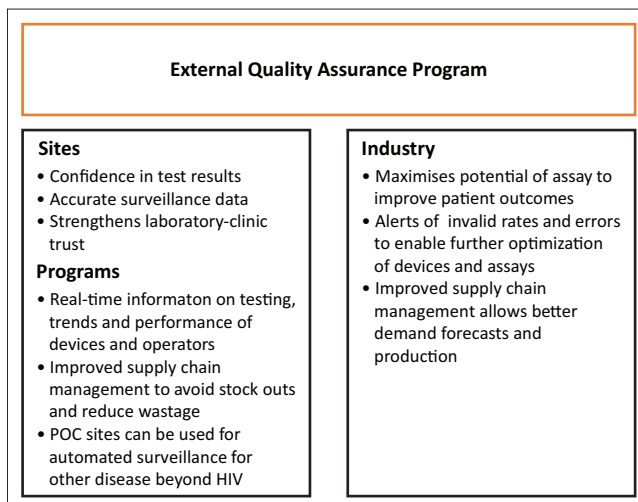 External Quality Assurance Program
Sites
• Confidence in test results
• Accurate surveillance data
• Strengthens laboratory-clinic
trust
Programs
• Real-time informaton on testing,
trends and performance of
devices and operators
• Improved supply chain
management to avoid stock outs
and reduce wastage
• POC sites can be used for
automated surveillance for
other disease beyond HIV
Industry
• Maximises potential of assay to
improve patient outcomes
• Alerts of invalid rates and errors
to enable further optimization
of devices and assays
• Improved supply chain
management allows better
demand forecasts and
production